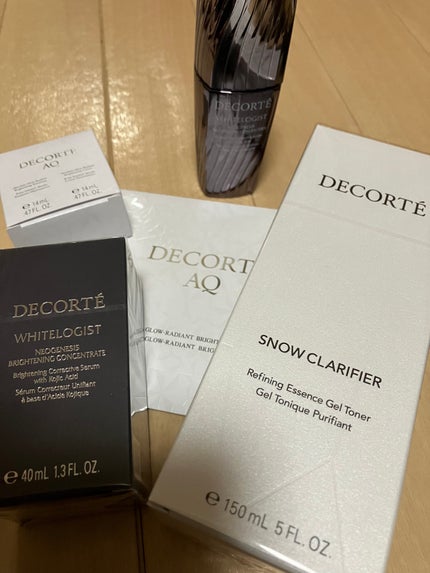 DECORTÉ
WHITELOGIST
DECORTÉ
AQ
e 14mL e 14mL
.47 FL. OZ. .47 FL. OZ.
DECORT
AQ
GLOW-RADIANT BRIGHT
GLOW-RADIANT BRIGH
DECORTÉ
WHITELOGIST
NEOGENESIS
BRIGHTENING CONCENTRATE
Brightening Corrective Serum
with Kojic Acid
Sérum Correcteur Unifiant
à base d'Acide Kojique
e 40mL 1.3 FL. OZ.
DECORTÉ
SNOW CLARIFIER
Refining Essence Gel Toner
Gel Tonique Purifiant
e 150 mL 5 FL. OZ.